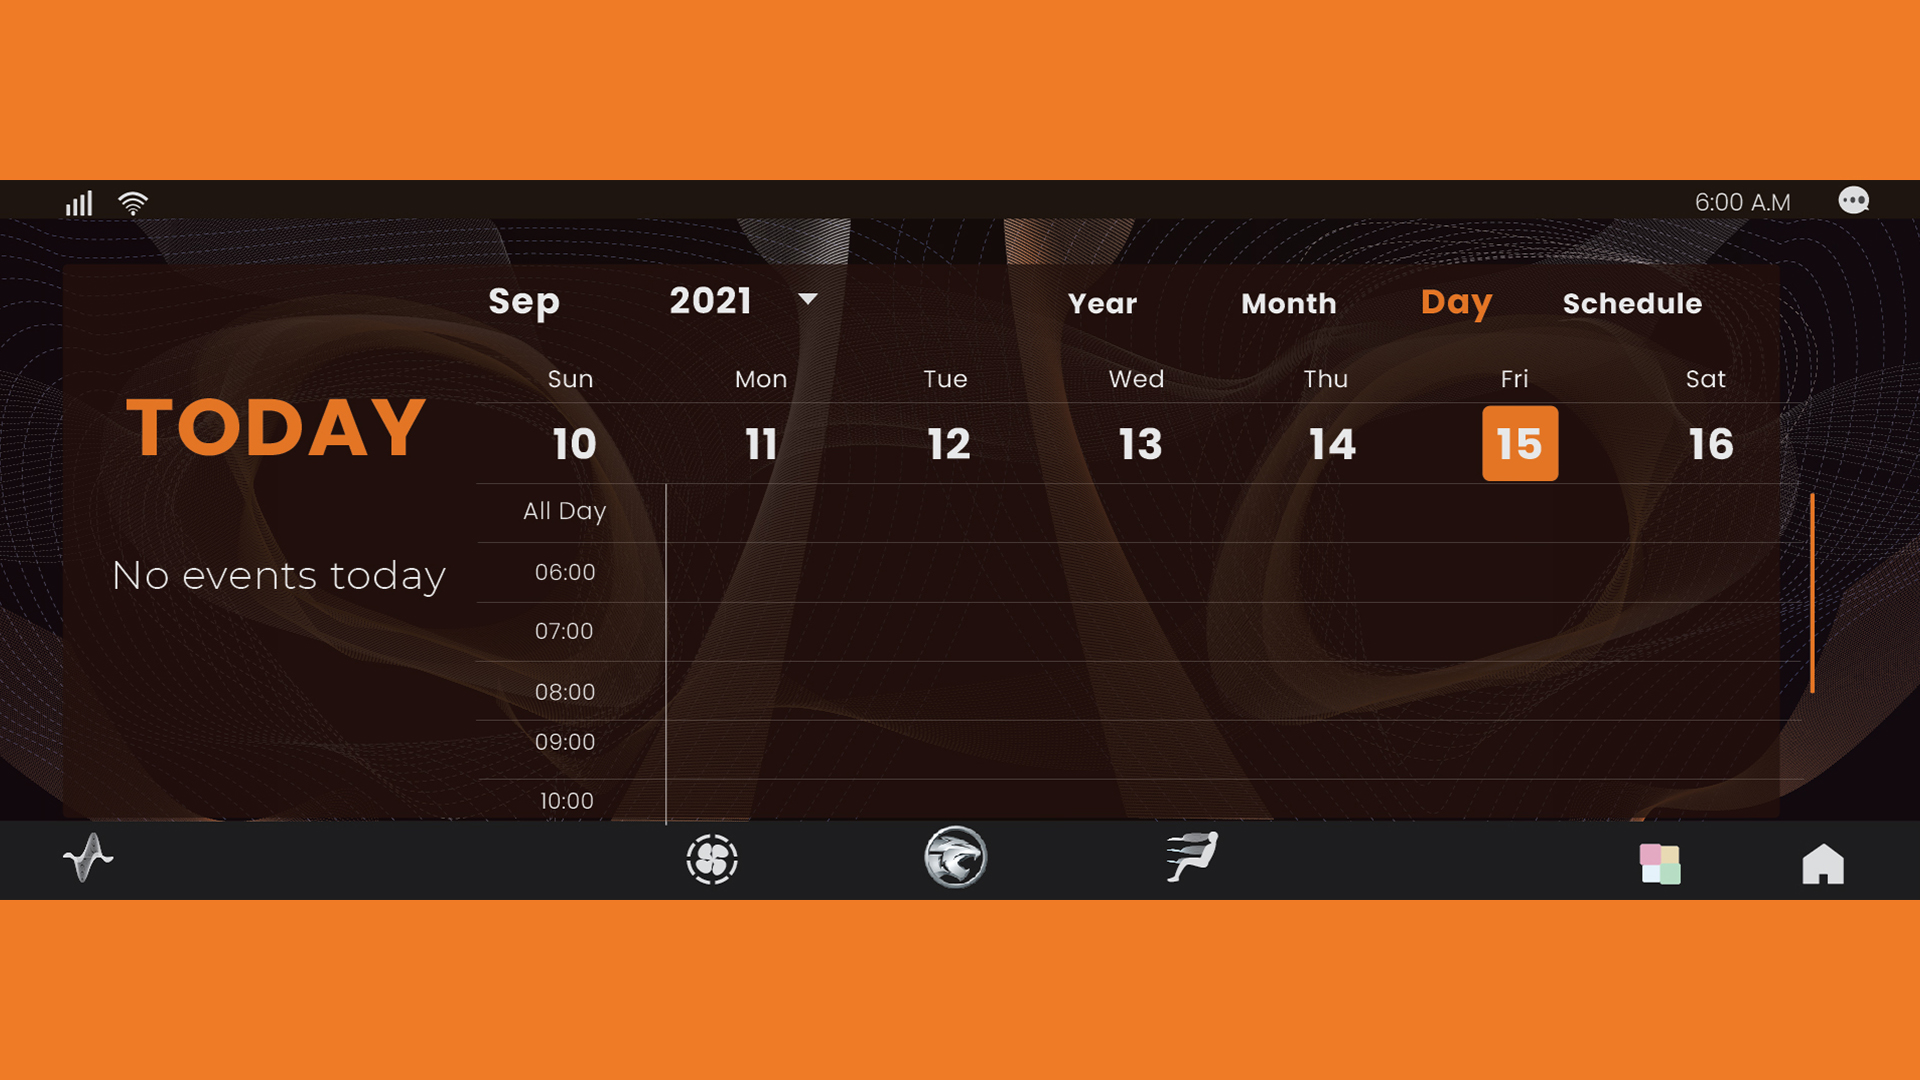 6:00 A.M
Sep 2021 Year Month Day Schedule
Sun Mon Tue Wed Thu Fri Sat
TODAY
10 11 12 13 14 15 16
All Day
No events today
06:00
07:00
08:00
09:00
10:00